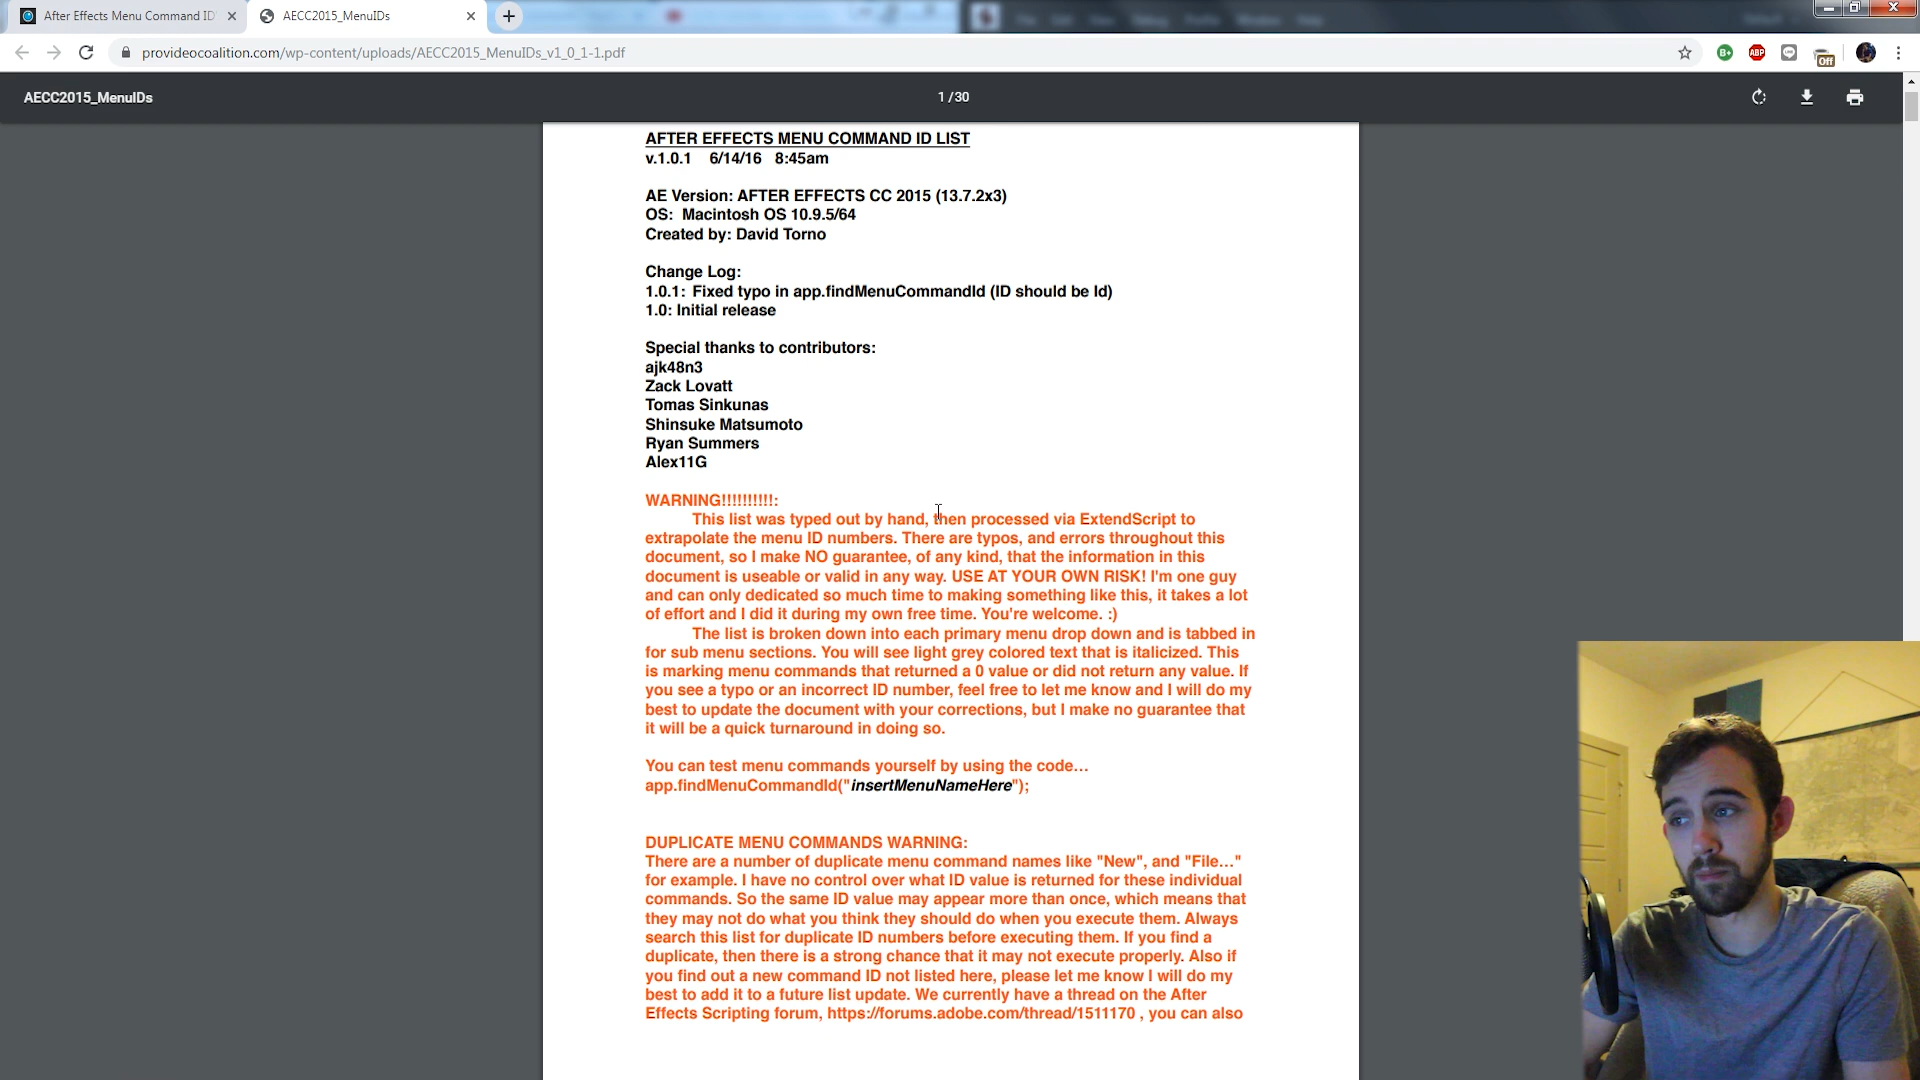 After Effects Menu Command ID
AECC2015_MenuIDs
provideocoalition.com/wp-content/uploads/AECC2015_MenuIDs_v1_0_1-1.pdf
ABP
Off
AECC2015_MenuIDs
1 / 30
AFTER EFFECTS MENU COMMAND ID LIST
v.1.0.1 6/14/16 8:45am
AE Version: AFTER EFFECTS CC 2015 (13.7.2x3)
OS: Macintosh OS 10.9.5/64
Created by: David Torno
Change Log:
1.0.1: Fixed typo in app.findMenuCommandId (ID should be Id)
1.0: Initial release
Special thanks to contributors:
ajk48n3
Zack Lovatt
Tomas Sinkunas
Shinsuke Matsumoto
Ryan Summers
Alex11G
WARNING!!!!!!!!!!:
This list was typed out by hand, then processed via ExtendScript to
extrapolate the menu ID numbers. There are typos, and errors throughout this
document, so I make NO guarantee, of any kind, that the information in this
document is useable or valid in any way. USE AT YOUR OWN RISK! I'm one guy
and can only dedicated so much time to making something like this, it takes a lot
of effort and I did it during my own free time. You're welcome. :)
The list is broken down into each primary menu drop down and is tabbed in
for sub menu sections. You will see light grey colored text that is italicized. This
is marking menu commands that returned a 0 value or did not return any value. If
you see a typo or an incorrect ID number, feel free to let me know and I will do my
best to update the document with your corrections, but I make no guarantee that
it will be a quick turnaround in doing so.
You can test menu commands yourself by using the code…
app.findMenuCommandId("insertMenuNameHere");
DUPLICATE MENU COMMANDS WARNING:
There are a number of duplicate menu command names like "New", and "File…"
for example. I have no control over what ID value is returned for these individual
commands. So the same ID value may appear more than once, which means that
they may not do what you think they should do when you execute them. Always
search this list for duplicate ID numbers before executing them. If you find a
duplicate, then there is a strong chance that it may not execute properly. Also if
you find out a new command ID not listed here, please let me know I will do my
best to add it to a future list update. We currently have a thread on the After
Effects Scripting forum, https://forums.adobe.com/thread/1511170 , you can also